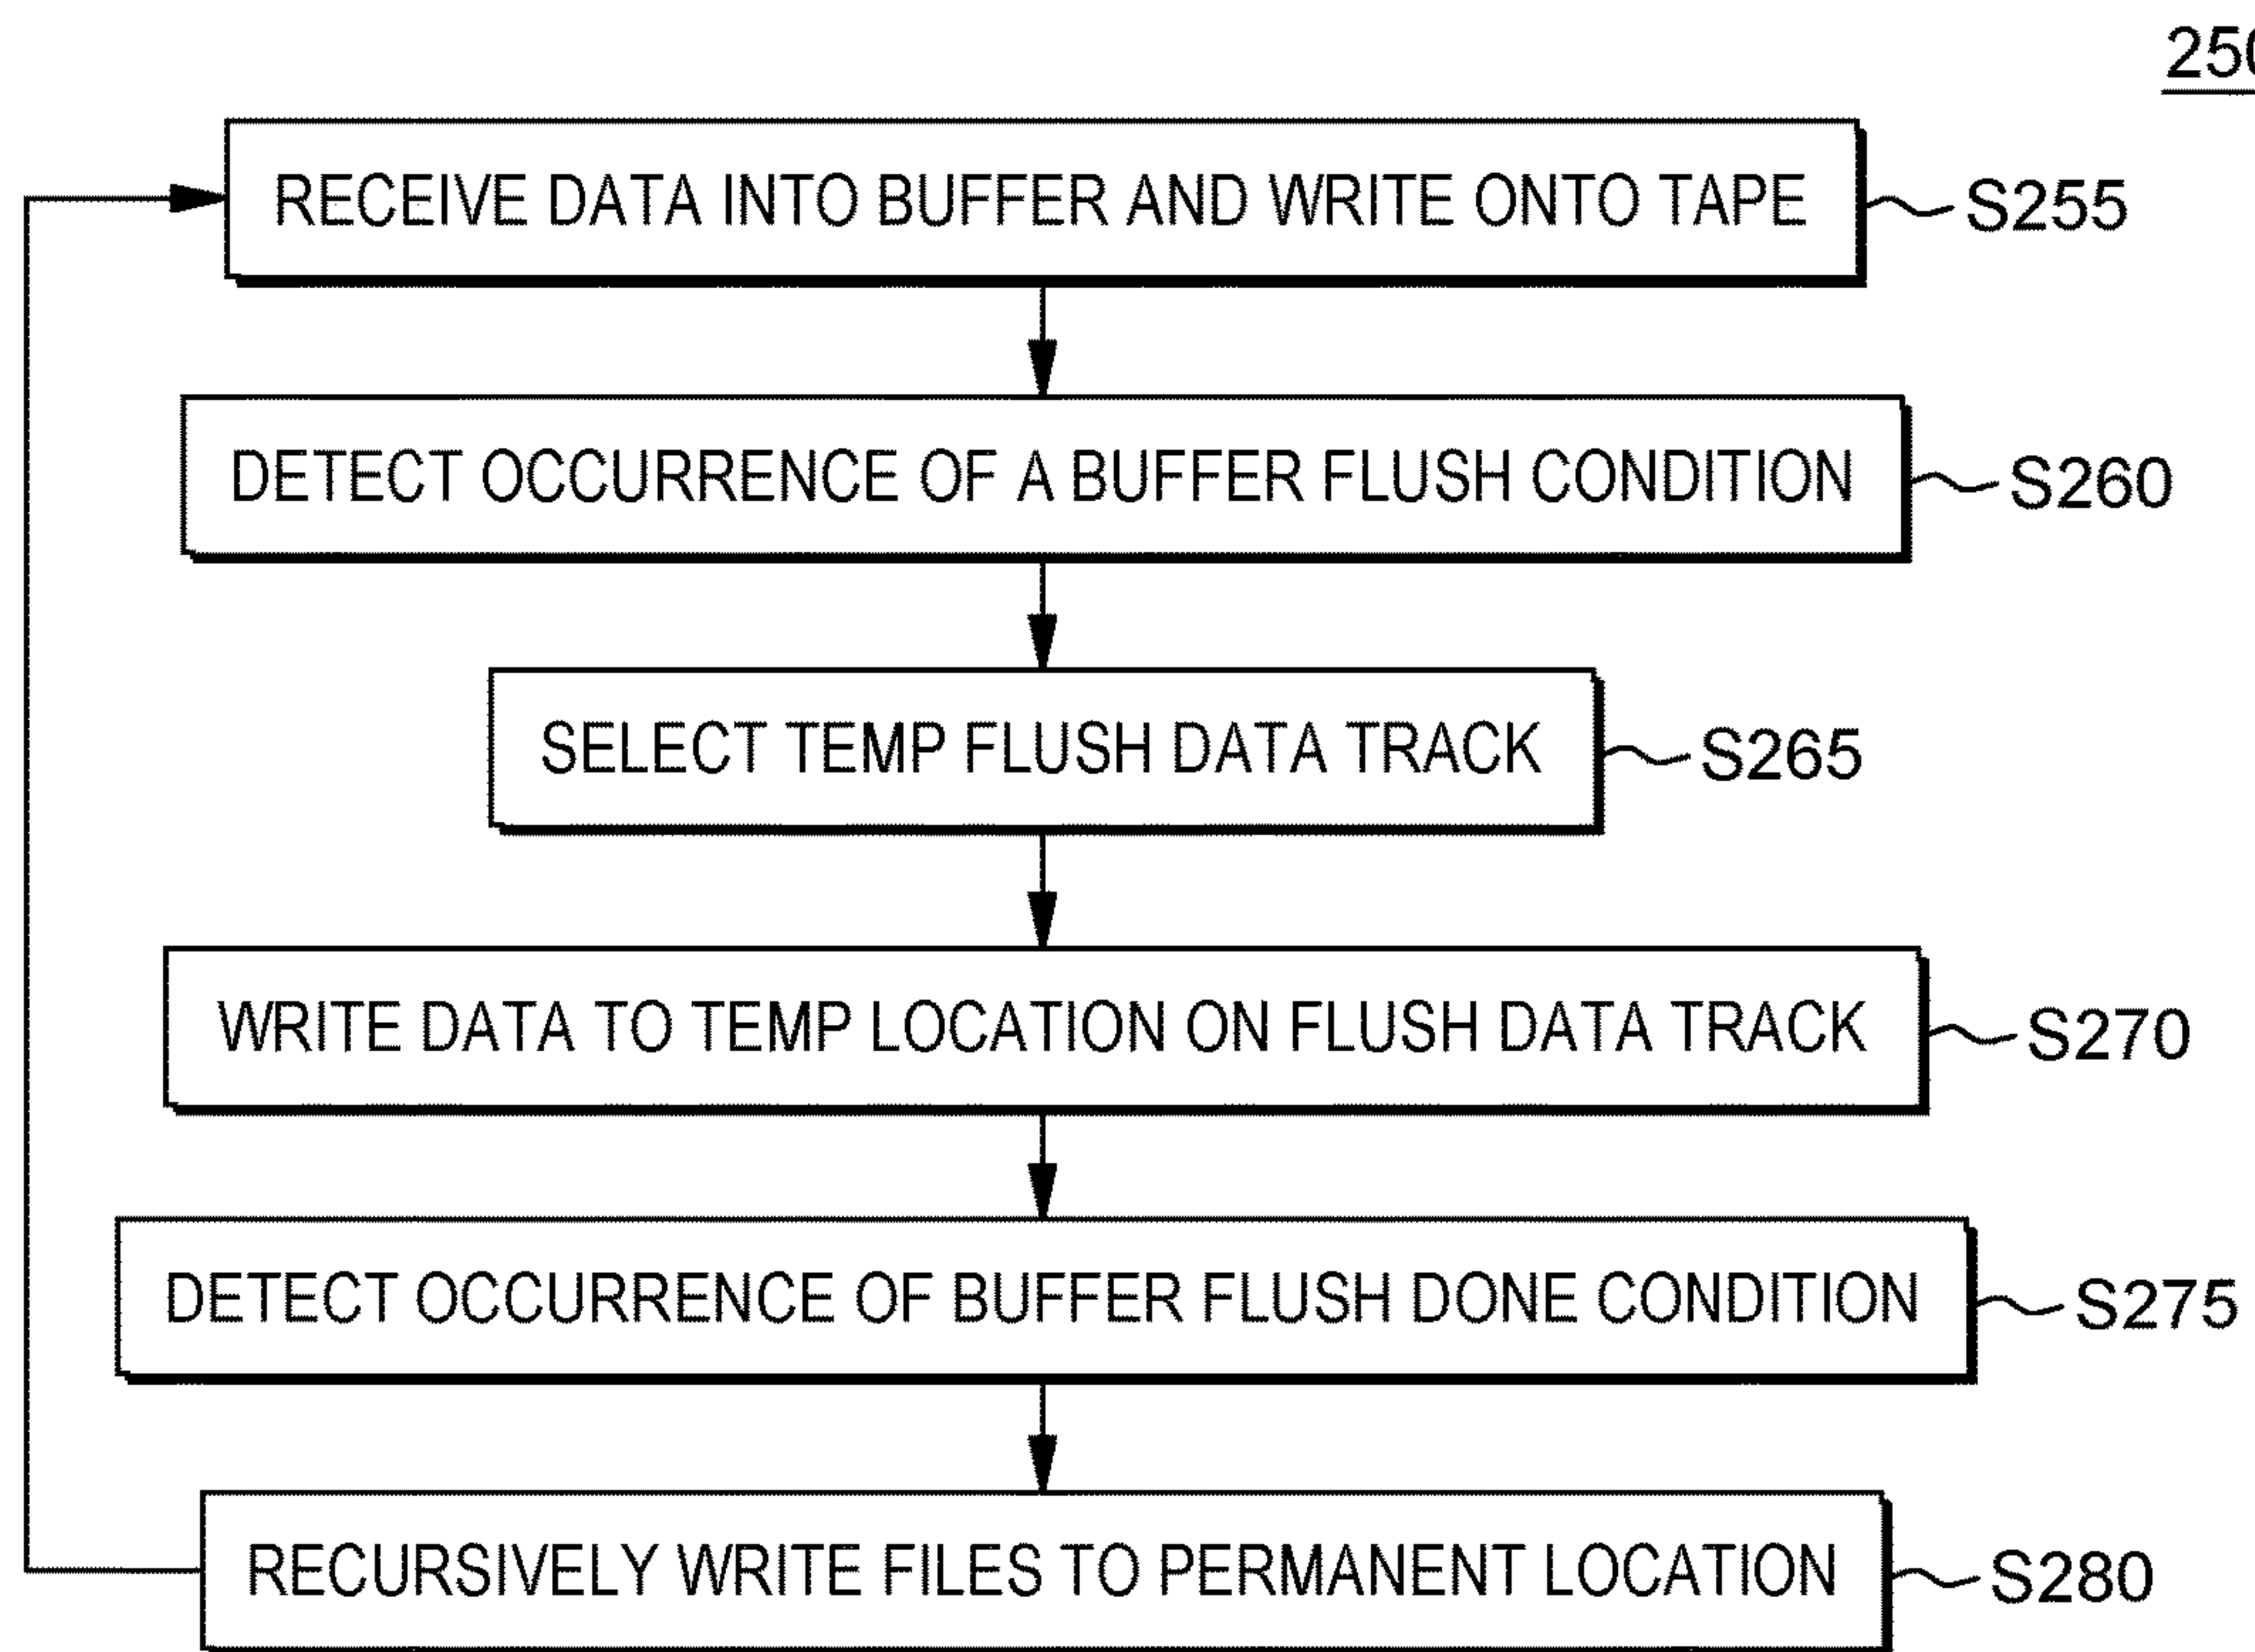 250
RECEIVE DATA INTO BUFFER AND WRITE ONTO TAPE S255
DETECT OCCURRENCE OF A BUFFER FLUSH CONDITION S260
SELECT TEMP FLUSH DATA TRACK S265
WRITE DATA TO TEMP LOCATION ON FLUSH DATA TRACK S270
DETECT OCCURRENCE OF BUFFER FLUSH DONE CONDITION S275
RECURSIVELY WRITE FILES TO PERMANENT LOCATION S280